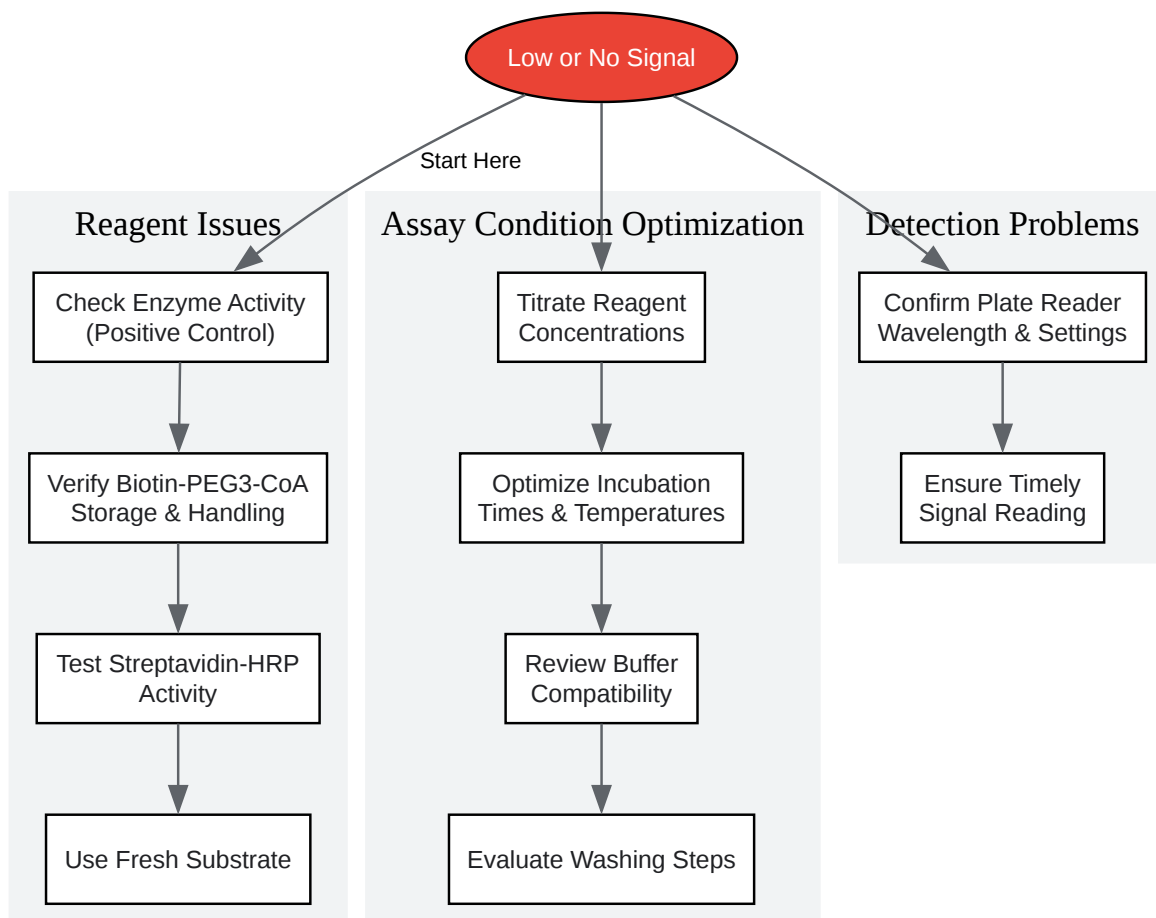 Low or No Signal
Start Here
Reagent Issues
Check Enzyme Activity
(Positive Control)
Verify Biotin-PEG3-CoA
Storage & Handling
Test Streptavidin-HRP
Activity
Use Fresh Substrate
Assay Condition Optimization
Titrate Reagent
Concentrations
Optimize Incubation
Times & Temperatures
Review Buffer
Compatibility
Evaluate Washing Steps
Detection Problems
Confirm Plate Reader
Wavelength & Settings
Ensure Timely
Signal Reading